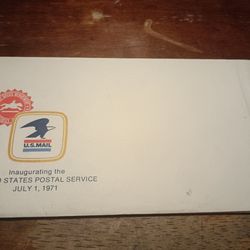 U.S. MAIL
Inaugurating the
STATES POSTAL SERVICE
JULY 1, 1971